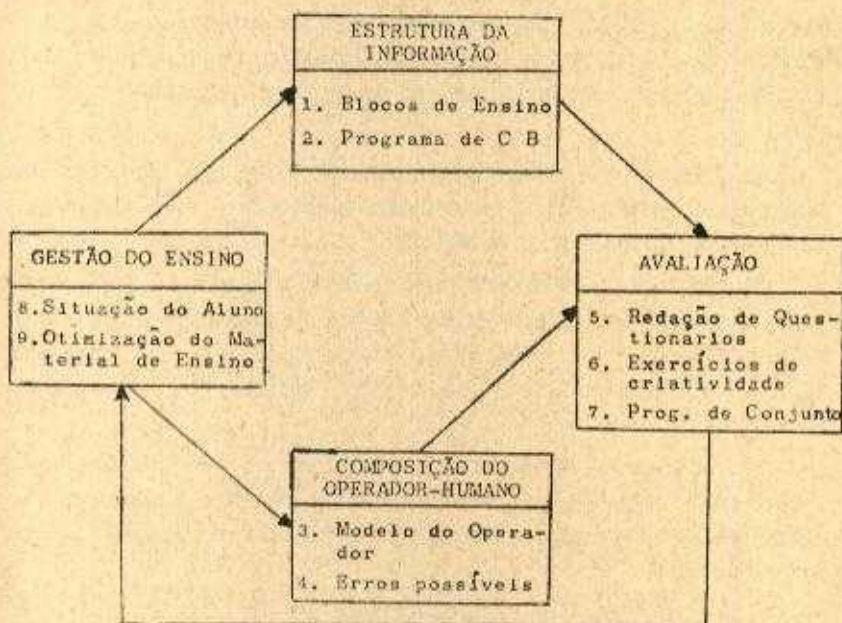 ESTRUTURA DA
INFORMAÇÃO
1. Blocos de Ensino
2. Programa de C B
GESTÃO DO ENSINO
8. Situação do Aluno
9. Otimização do Ma-
terial de Ensino
AVALIAÇÃO
5. Redação de Ques-
tionarios
6. Exercícios de
criatividade
7. Prog. de Conjunto
COMPOSIÇÃO DO
OPERADOR-HUMANO
3. Modelo do Opera-
dor
4. Erros possíveis